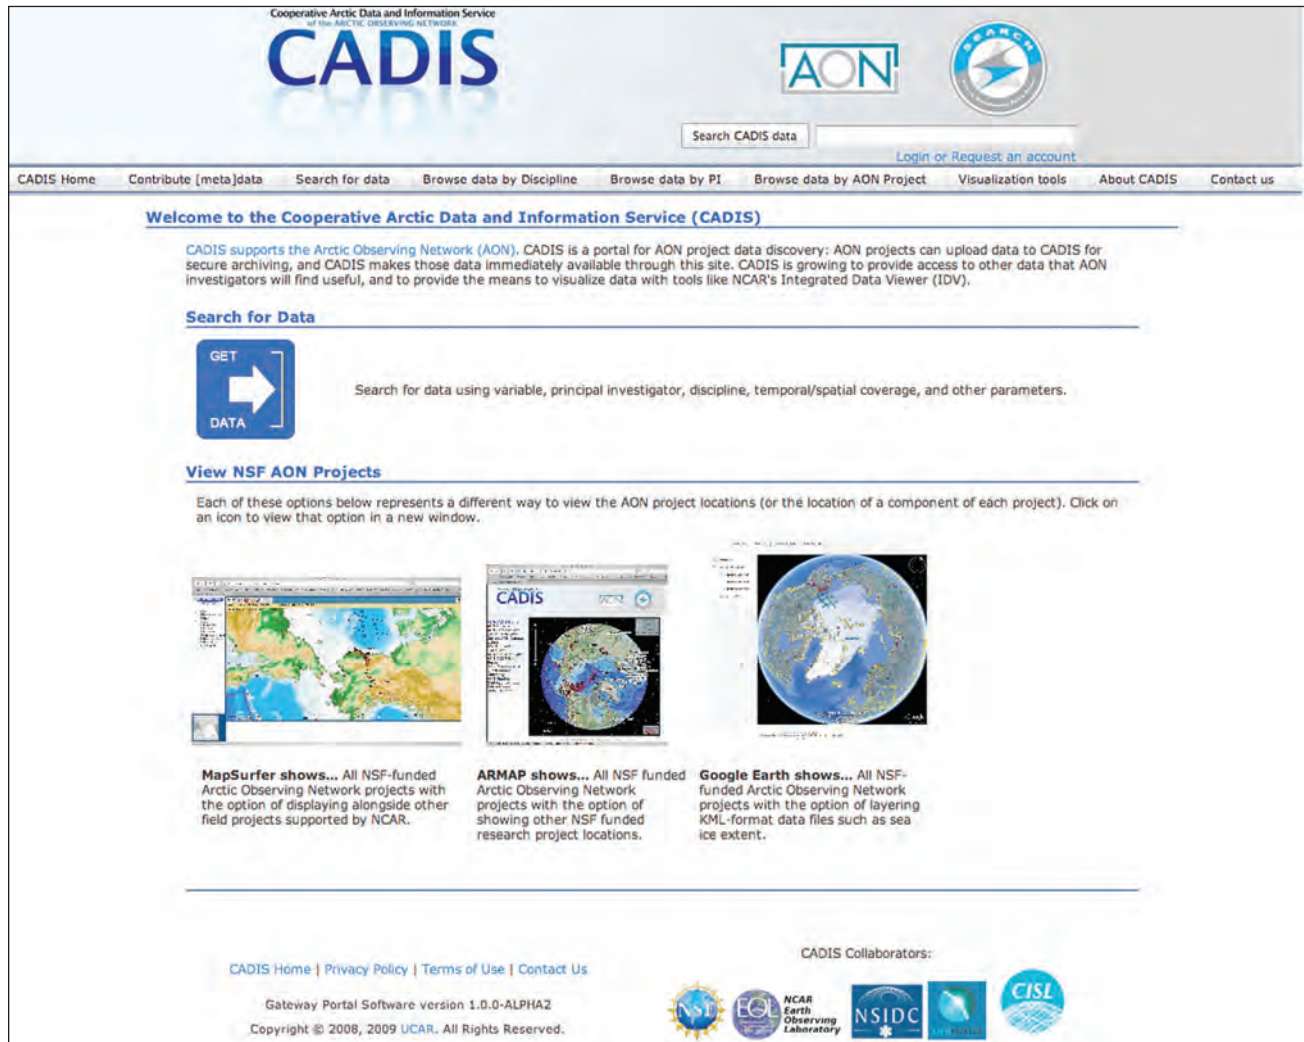 Cooperative Arctic Data and Information Service
of the ARCTIC OBSERVING NETWORK
CADIS
AON
SEARCH
Search CADIS data
Login or Request an account
CADIS Home Contribute [meta]data Search for data Browse data by Discipline Browse data by PI Browse data by AON Project Visualization tools About CADIS Contact us
Welcome to the Cooperative Arctic Data and Information Service (CADIS)
CADIS supports the Arctic Observing Network (AON). CADIS is a portal for AON project data discovery: AON projects can upload data to CADIS for
secure archiving, and CADIS makes those data immediately available through this site. CADIS is growing to provide access to other data that AON
investigators will find useful, and to provide the means to visualize data with tools like NCAR's Integrated Data Viewer (IDV).
Search for Data
GET
DATA
Search for data using variable, principal investigator, discipline, temporal/spatial coverage, and other parameters.
View NSF AON Projects
Each of these options below represents a different way to view the AON project locations (or the location of a component of each project). Click on
an icon to view that option in a new window.
CADIS
MapSurfer shows... All NSF-funded
Arctic Observing Network projects with
the option of displaying alongside other
field projects supported by NCAR.
ARMAP shows... All NSF funded
Arctic Observing Network
projects with the option of
showing other NSF funded
research project locations.
Google Earth shows... All NSF-
funded Arctic Observing Network
projects with the option of layering
KML-format data files such as sea
ice extent.
CADIS Home | Privacy Policy | Terms of Use | Contact Us
Gateway Portal Software version 1.0.0-ALPHA2
Copyright © 2008, 2009 UCAR. All Rights Reserved.
CADIS Collaborators:
NSF
EOL
NCAR
Earth
Observing
Laboratory
NSIDC
CISL